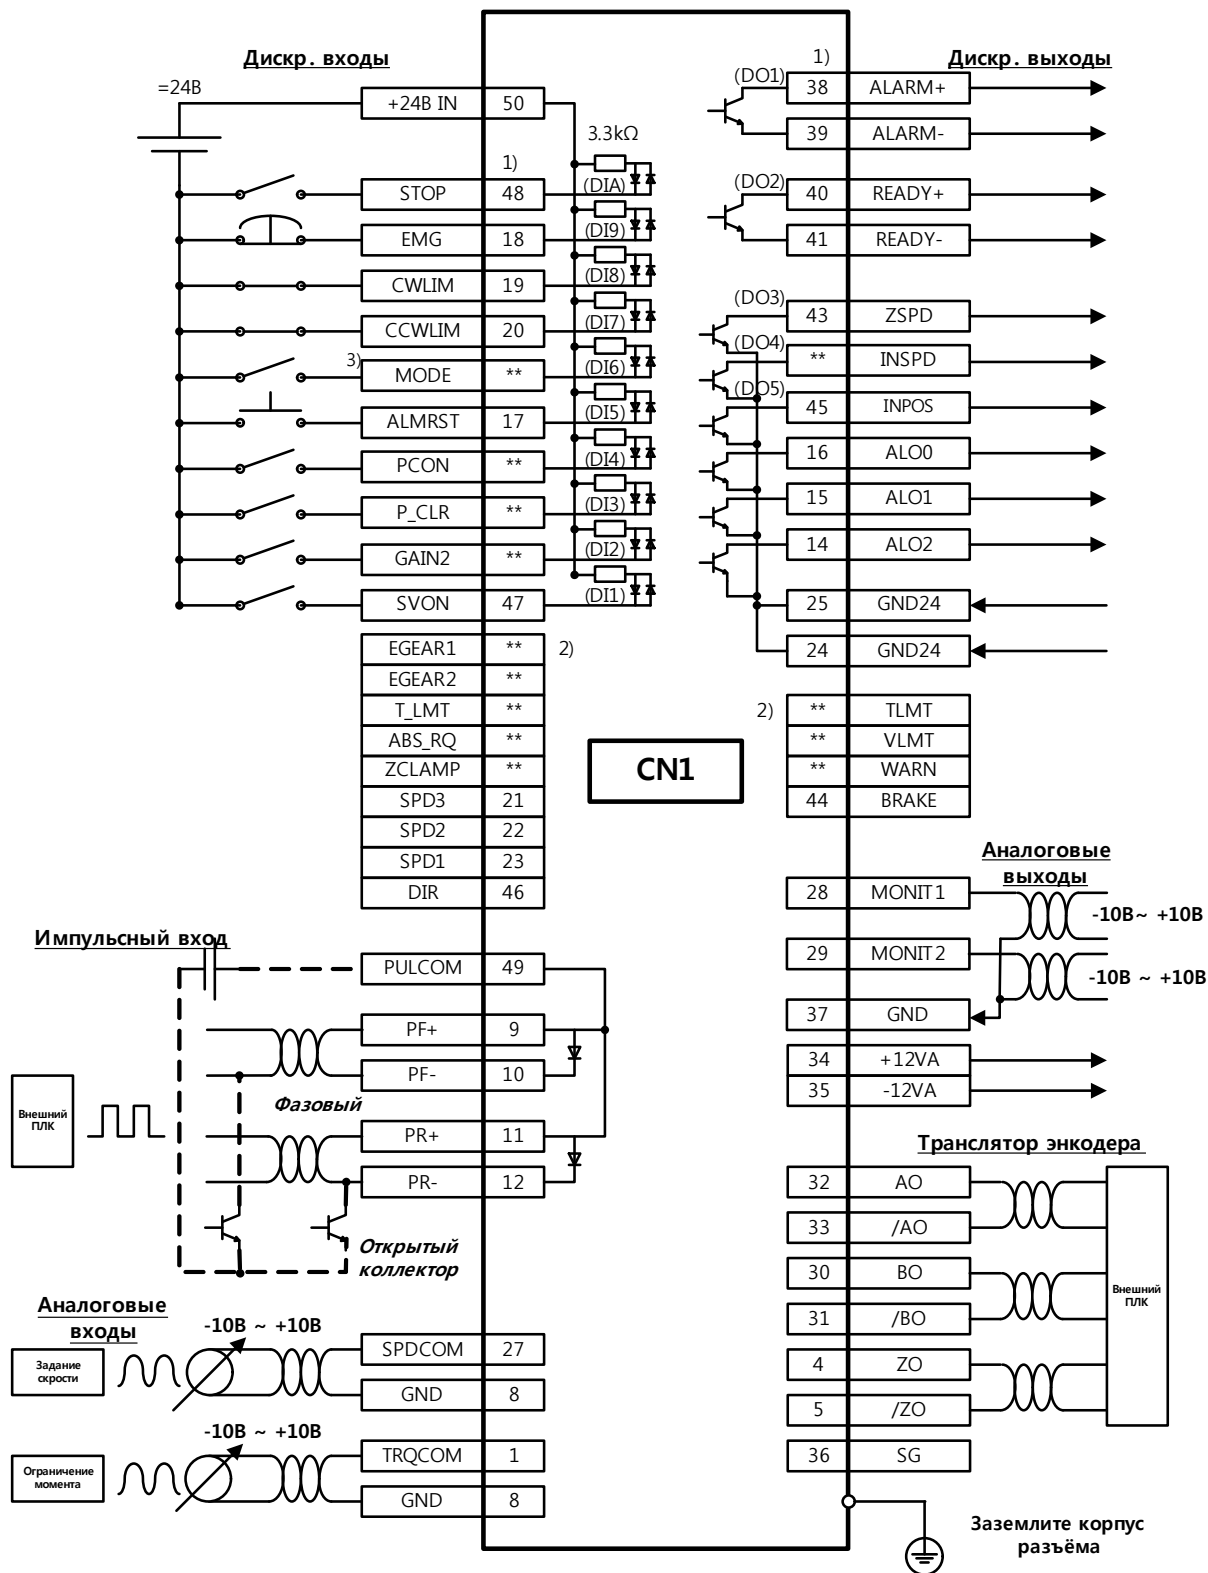 Дискр. входы
=24В
+24В IN 50
3.3kΩ
1)
STOP 48 (DIA)
EMG 18 (DI9)
CWLIM 19 (DI8)
CCWLIM 20 (DI7)
3) MODE ** (DI6)
ALMRST 17 (DI5)
PCON ** (DI4)
P_CLR ** (DI3)
GAIN2 ** (DI2)
SVON 47 (DI1)
EGEAR1 ** 2)
EGEAR2 **
T_LMT **
ABS_RQ **
ZCLAMP **
SPD3 21
SPD2 22
SPD1 23
DIR 46
Импульсный вход
PULCOM 49
PF+ 9
PF- 10
Внешний
ПЛК
Фазовый
PR+ 11
PR- 12
Открытый
коллектор
Аналоговые
входы
-10В ~ +10В
Задание
скрости
SPDCOM 27
GND 8
-10В ~ +10В
Ограничение
момента
TRQCOM 1
GND 8
CN1
1)
Дискр. выходы
(DO1) 38 ALARM+
39 ALARM-
(DO2) 40 READY+
41 READY-
(DO3) 43 ZSPD
(DO4) ** INSPD
(DO5) 45 INPOS
16 ALO0
15 ALO1
14 ALO2
25 GND24
24 GND24
2) ** TLMT
** VLMT
** WARN
44 BRAKE
Аналоговые
выходы
28 MONIT1
-10В~ +10В
29 MONIT2
-10В ~ +10В
37 GND
34 +12VA
35 -12VA
Транслятор энкодера
32 AO
33 /AO
30 BO
31 /BO
4 ZO
5 /ZO
Внешний
ПЛК
36 SG
Заземлите корпус
разъёма